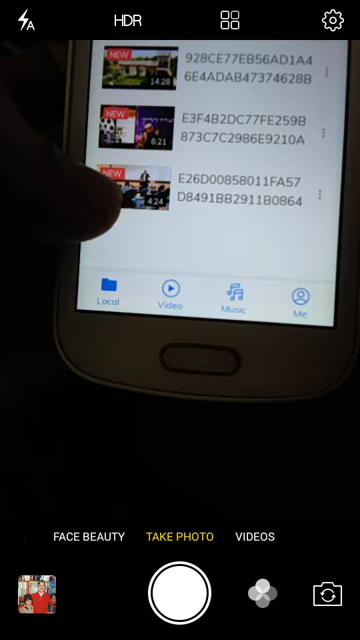 A
HDR
NEW
14:28
928CE77EB56AD1A4
6E4ADAB47374628B
NEW
6:21
E3F4B2DC77FE259B
873C7C2986E9210A
NEW
4:24
E26D00858011FA57
D8491BB2911B0864
Local
Video
Music
Me
FACE BEAUTY
TAKE PHOTO
VIDEOS